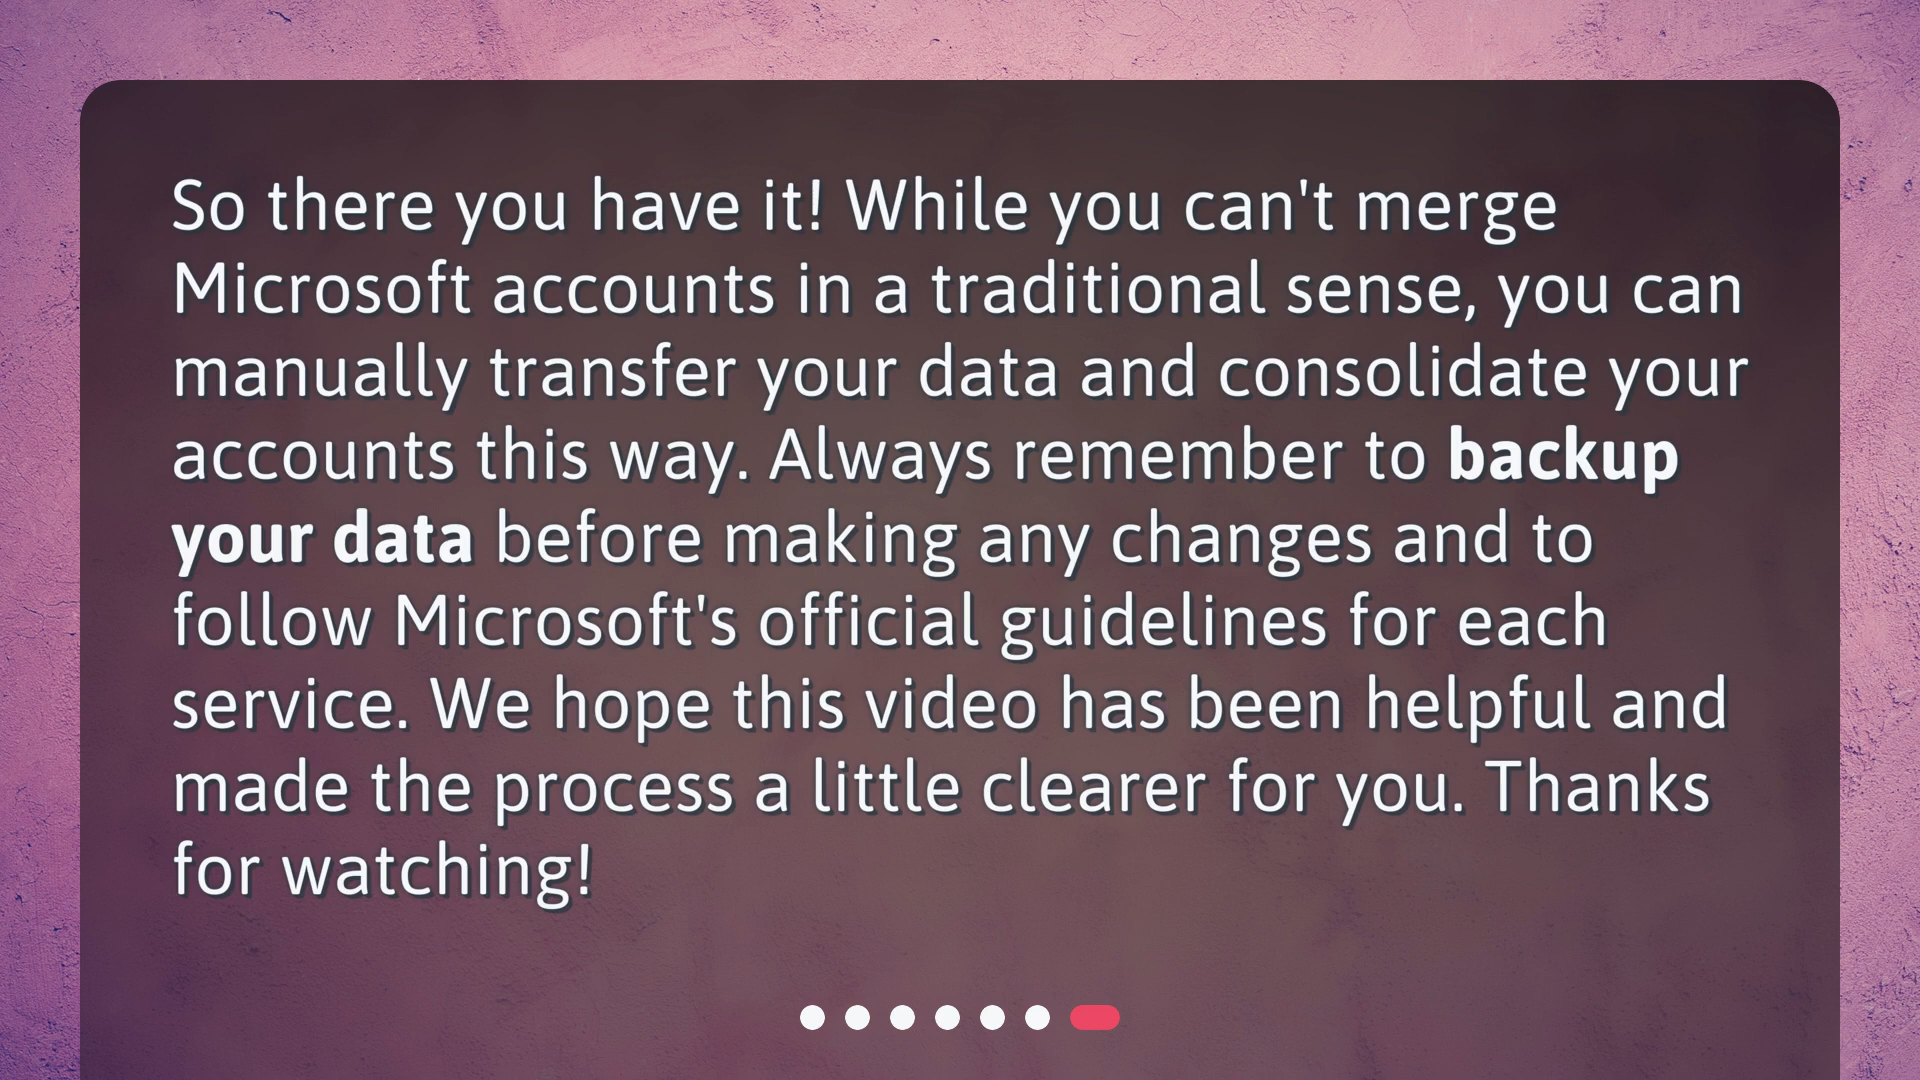 So there you have it! While you can't merge
Microsoft accounts in a traditional sense, you can
manually transfer your data and consolidate your
accounts this way. Always remember to backup
your data before making any changes and to
follow Microsoft's official guidelines for each
service. We hope this video has been helpful and
made the process a little clearer for you. Thanks
for watching!